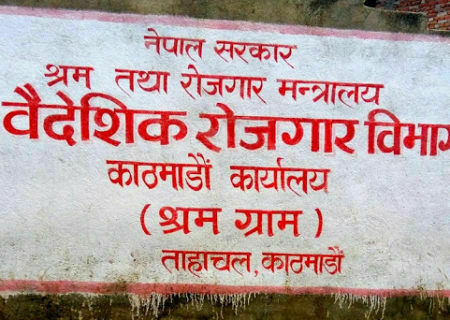 नेपाल सरकार
श्रम तथा रोजगार मन्त्रालय
वैदेशिक रोजगार विभाग
काठमाडौं कार्यालय
( श्रम ग्राम )
ताहाचल, काठमाडौं